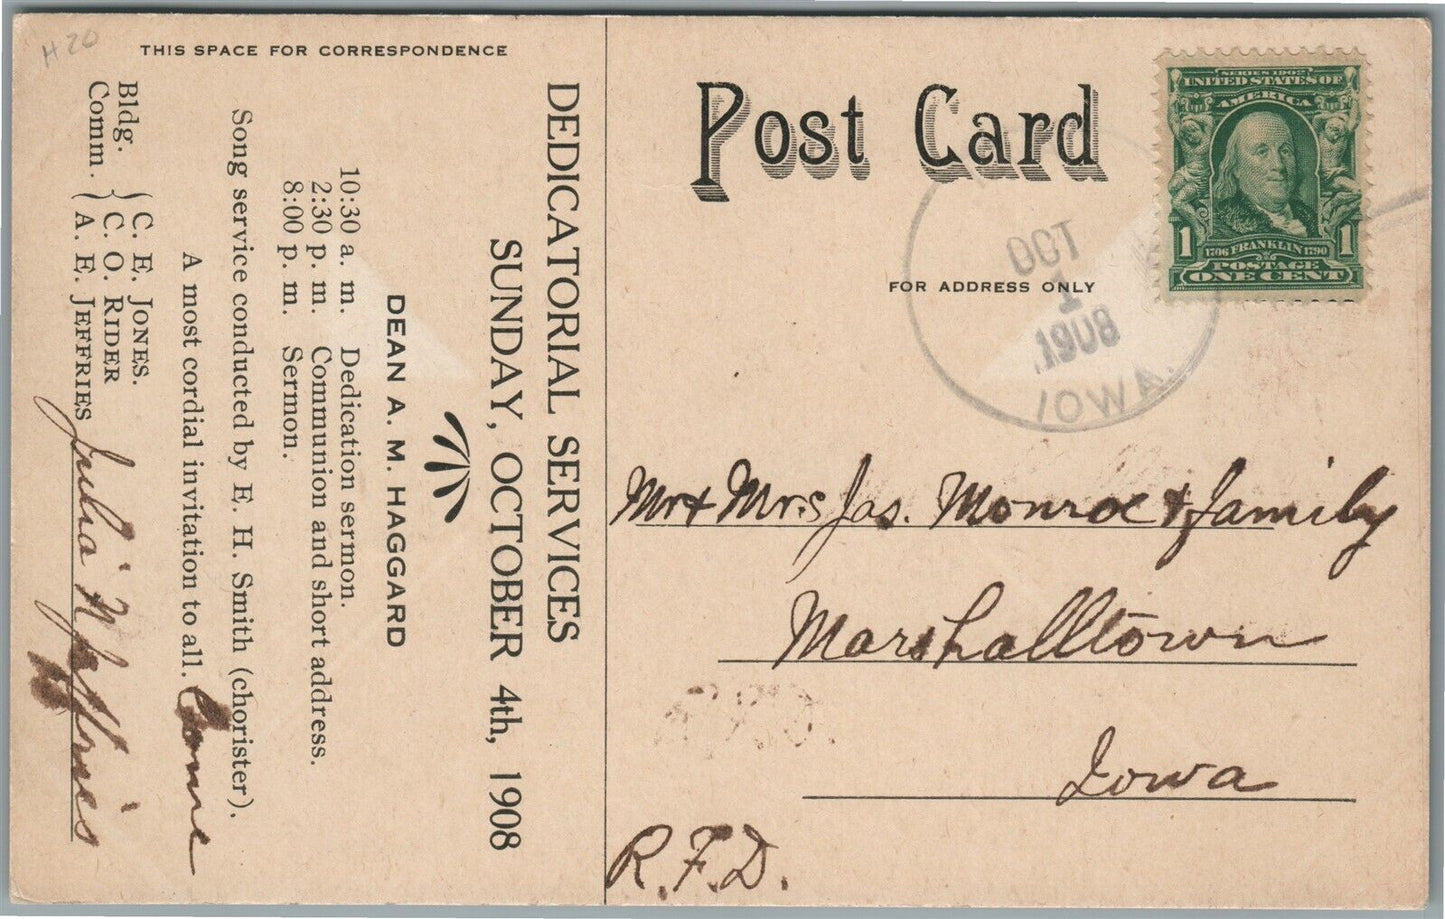 H20
THIS SPACE FOR CORRESPONDENCE
DEDICATORIAL SERVICES
SUNDAY, OCTOBER 4th, 1908
DEAN A. M. HAGGARD
10:30 a. m. Dedication sermon.
2:30 p. m. Communion and short address.
8:00 p. m. Sermon.
Song service conducted by E. H. Smith (chorister).
A most cordial invitation to all. Come
Bldg. Comm. { C. E. JONES.
C. O. RIDER
A. E. JEFFRIES
Julia N Jeffries
Post Card
FOR ADDRESS ONLY
SERIES 1902
UNITED STATES OF
AMERICA
1 1
1706 FRANKLIN 1790
POSTAGE
ONE CENT
OCT
1
1908
IOWA.
Mr & Mrs Jas. Monroe & family
Marshalltown
Iowa
R.F.D.